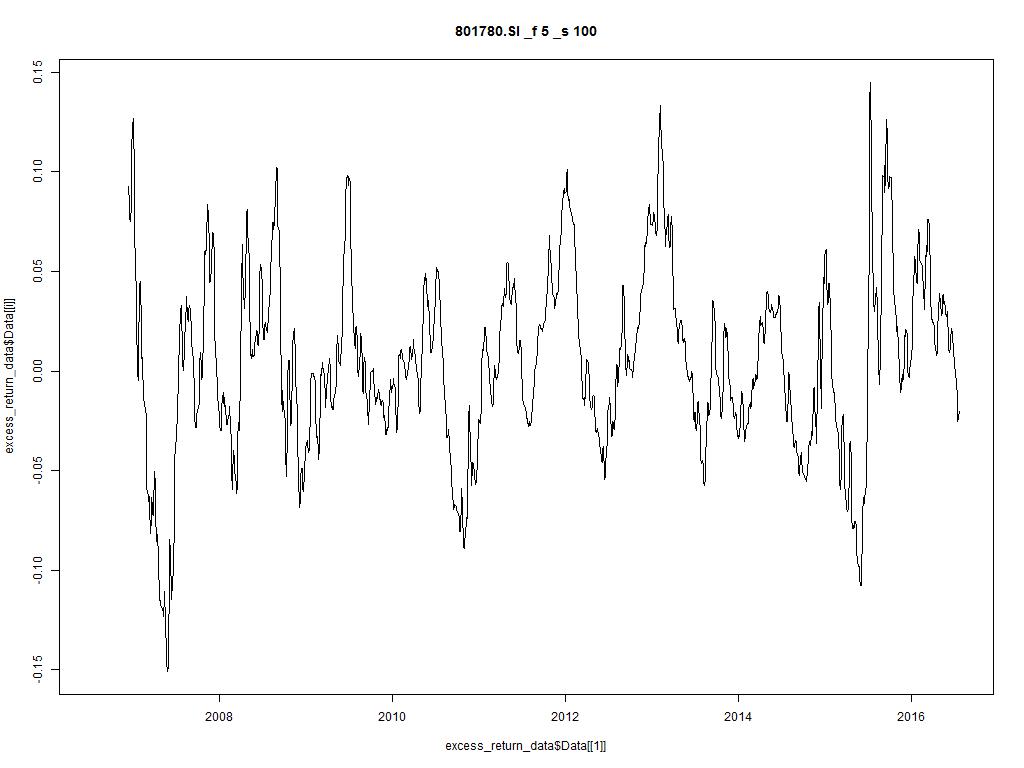 801780.SI _f 5 _s 100
0.15
0.10
0.05
0.00
-0.05
-0.10
-0.15
excess_return_data$Data[[i]]
2008 2010 2012 2014 2016
excess_return_data$Data[[1]]